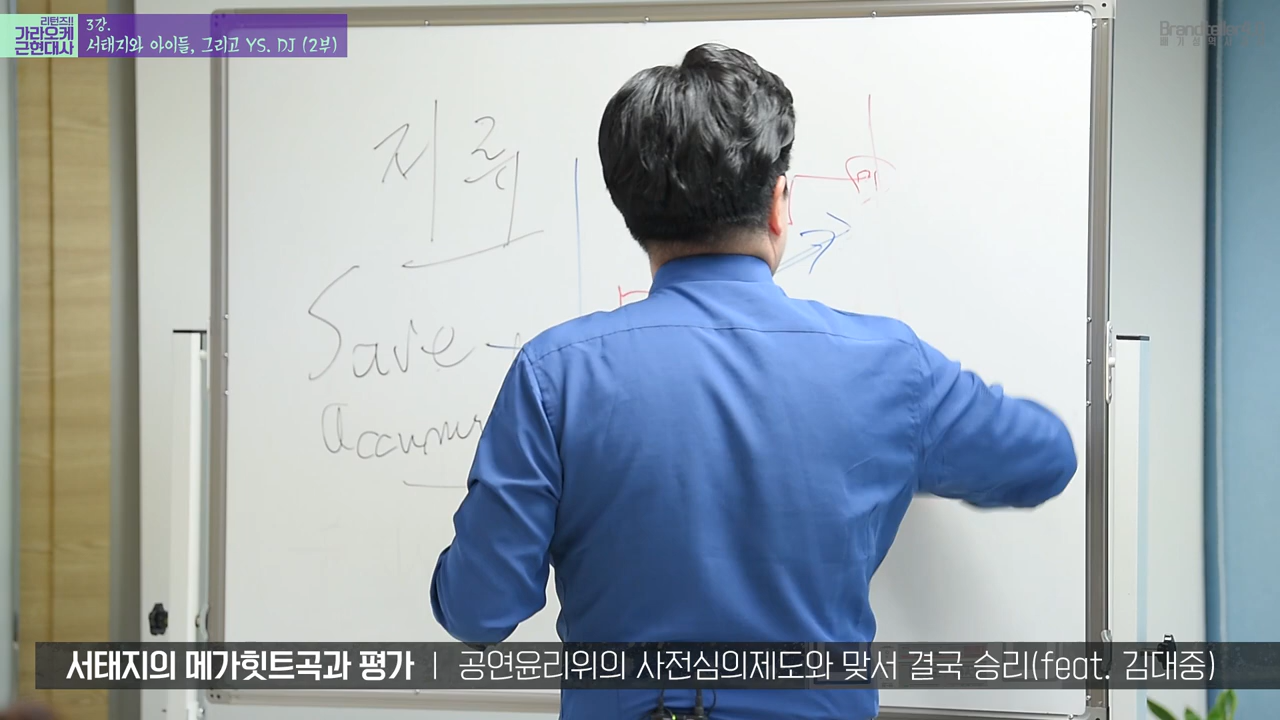 리턴즈!!
가라오케
근현대사
3강.
서태지와 아이들, 그리고 YS. DJ (2부)
저축
Save
서태지의 메가힛트곡과 평가 | 공연윤리위의 사전심의제도와 맞서 결국 승리(feat. 김대중)